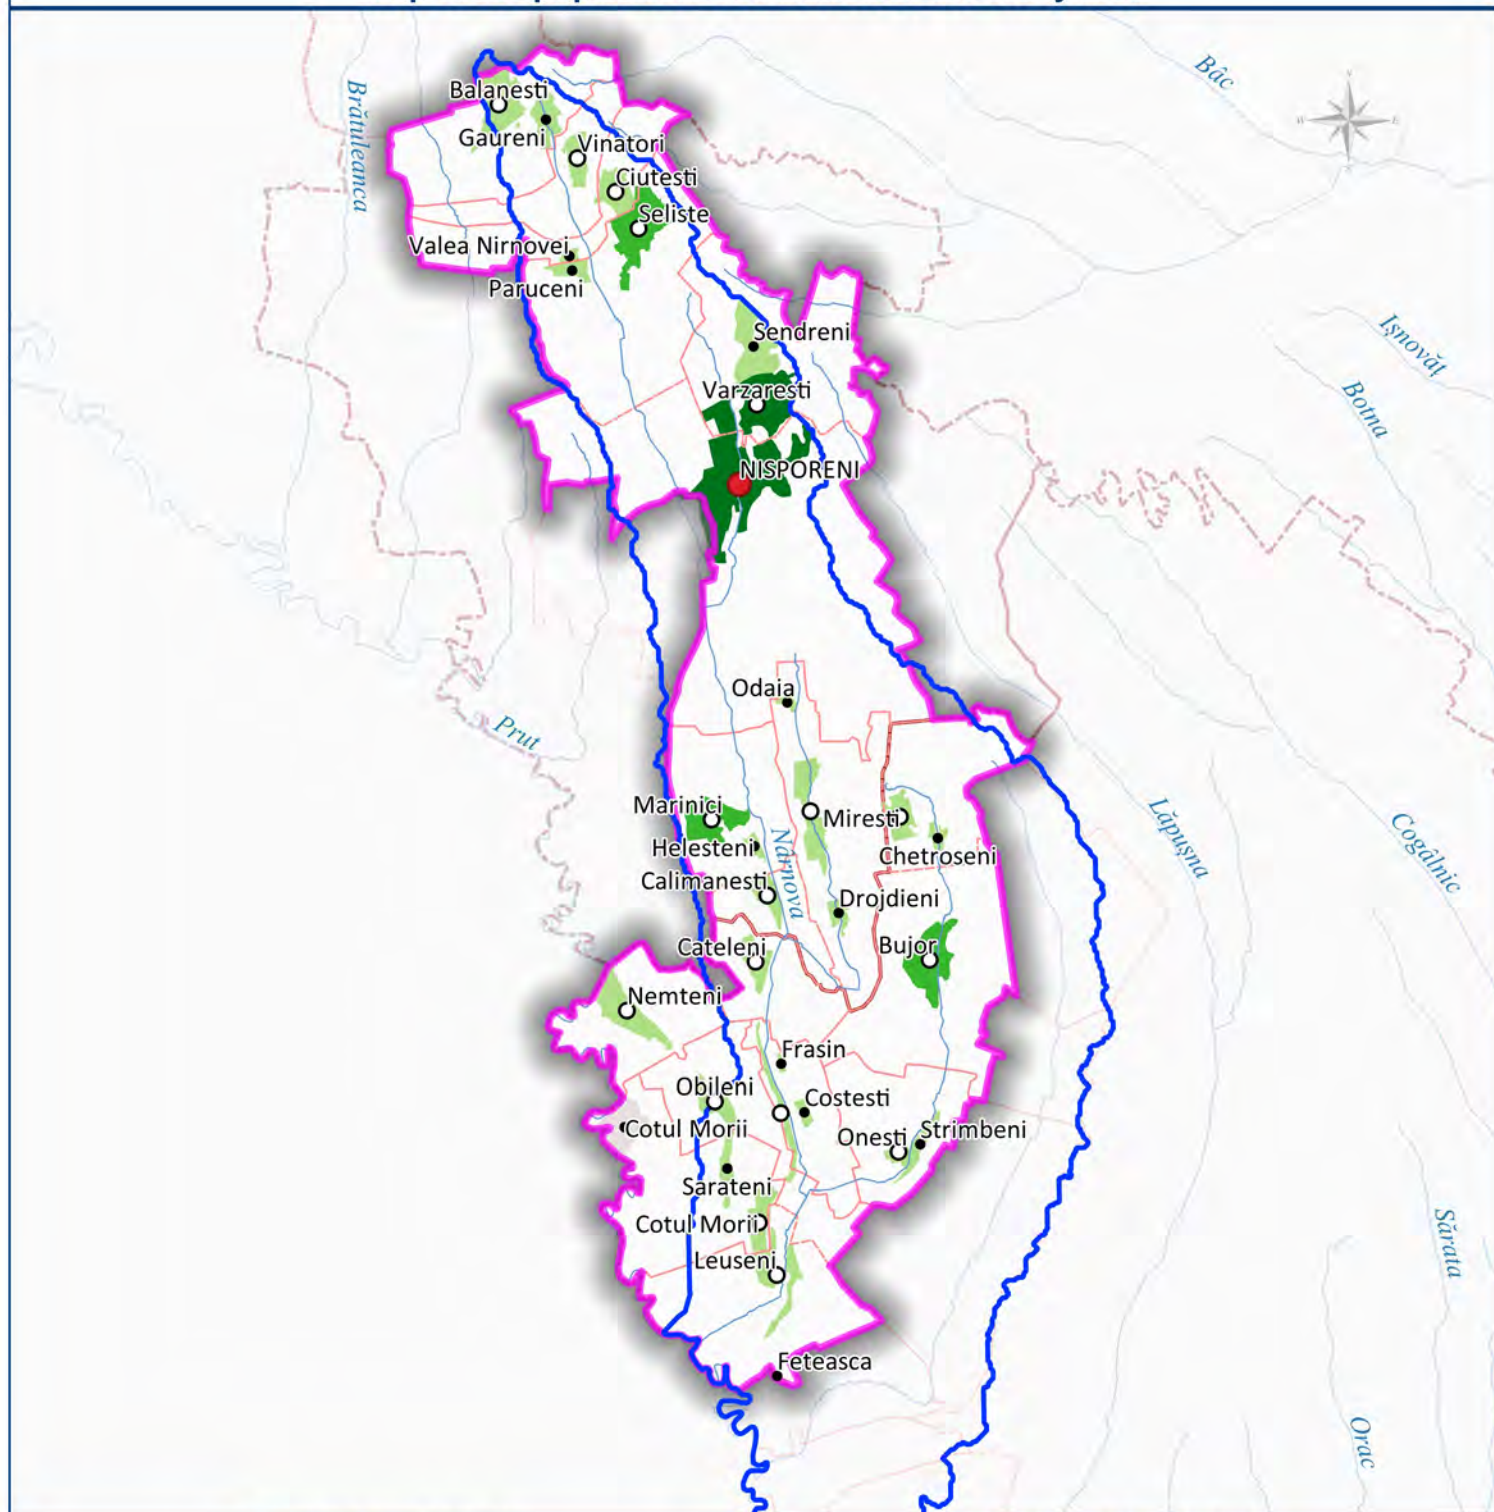 Bâc
Brătuleanca
Balanesti
Gaureni
Vinatori
Ciutesti
Seliste
Valea Nirnovei
Paruceni
Sendreni
Işnovăţ
Varzaresti
Botna
NISPORENI
Odaia
Prut
Marinici
Miresti
Lăpuşna
Cogâlnic
Helesteni
Nârnova
Chetroseni
Calimanesti
Drojdieni
Cateleni
Bujor
Nemteni
Frasin
Obileni
Costesti
Cotul Morii
Onesti
Strimbeni
Sarateni
Cotul Morii
Sărata
Leuseni
Feteasca
Orac